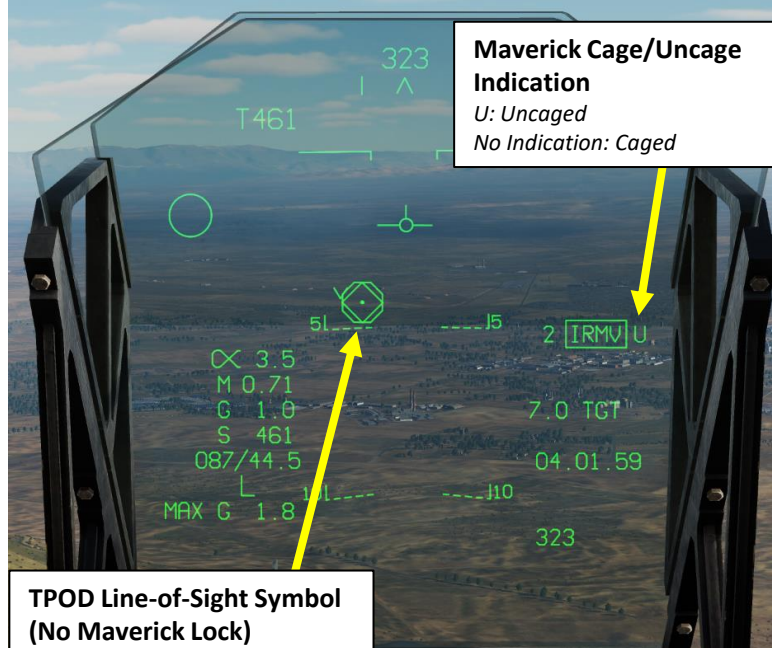 323
T461
Maverick Cage/Uncage
Indication
U: Uncaged
No Indication: Caged
5 5
2 IRMV U
α 3.5
M 0.71
G 1.0
7.0 TGT
S 461
087/44.5
04.01.59
L
10 10
MAX G 1.8
323
TPOD Line-of-Sight Symbol
(No Maverick Lock)